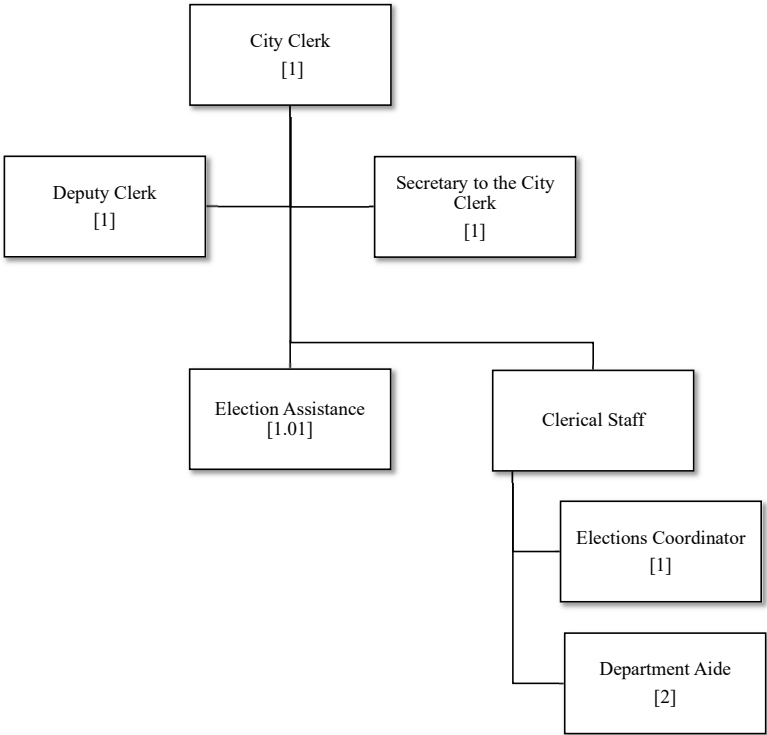 City Clerk
[1]
Deputy Clerk
[1]
Secretary to the City
Clerk
[1]
Election Assistance
[1.01]
Clerical Staff
Elections Coordinator
[1]
Department Aide
[2]